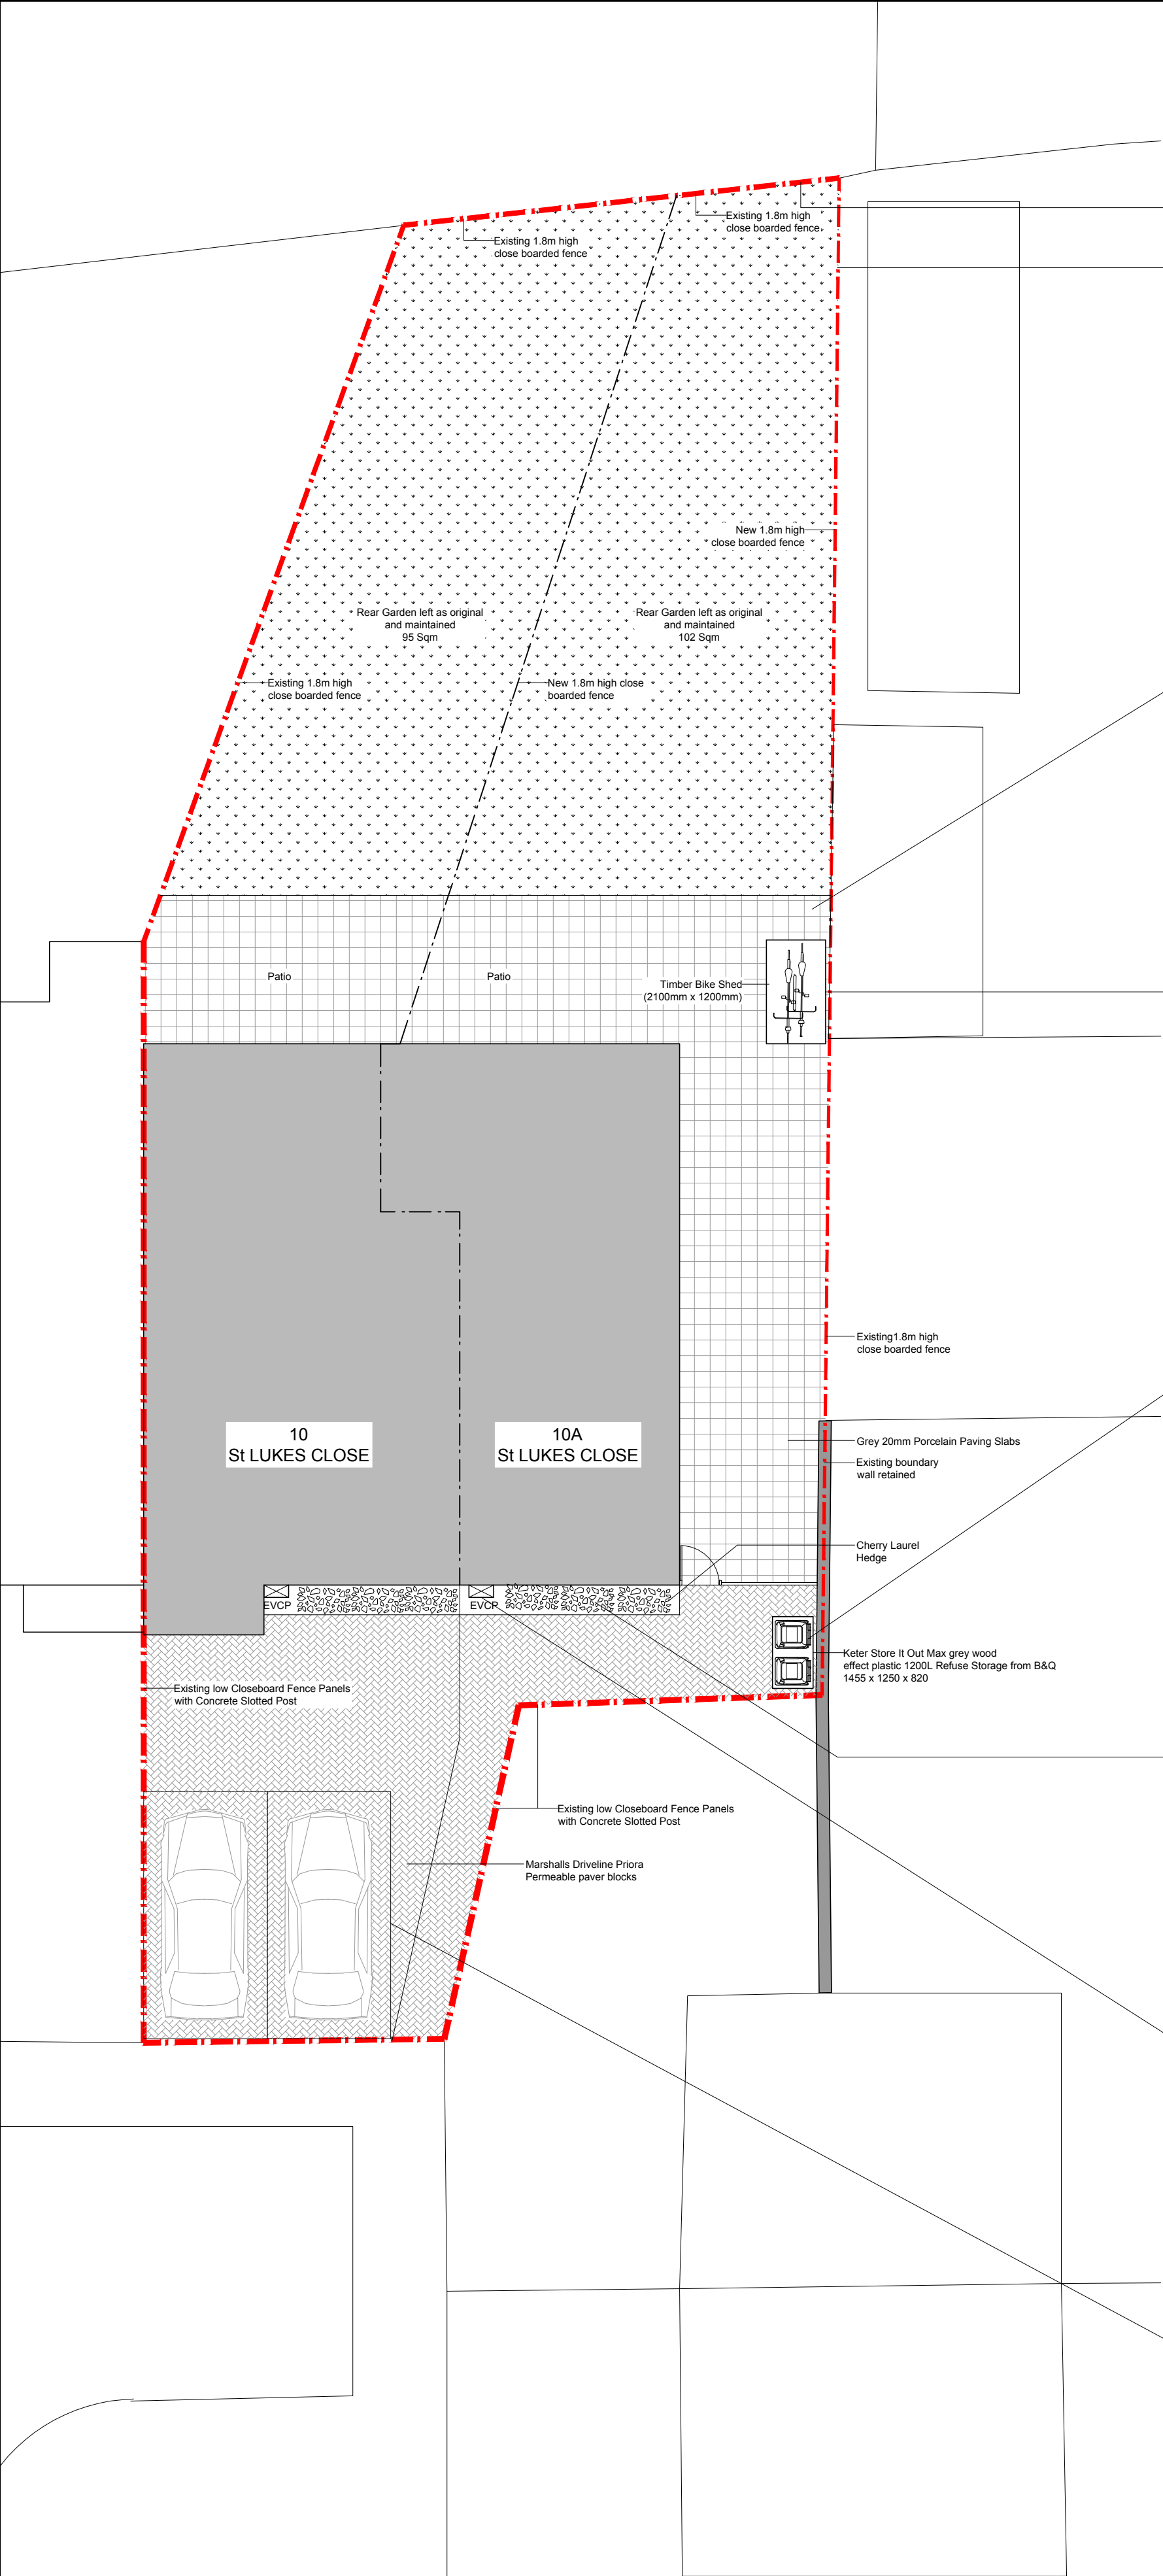 Existing 1.8m high
close boarded fence
Existing 1.8m high
close boarded fence
New 1.8m high
close boarded fence
Rear Garden left as original
and maintained
95 Sqm
Rear Garden left as original
and maintained
102 Sqm
Existing 1.8m high
close boarded fence
New 1.8m high close
boarded fence
Patio
Patio
Timber Bike Shed
(2100mm x 1200mm)
Existing1.8m high
close boarded fence
10
St LUKES CLOSE
10A
St LUKES CLOSE
Grey 20mm Porcelain Paving Slabs
Existing boundary
wall retained
Cherry Laurel
Hedge
EVCP
EVCP
Keter Store It Out Max grey wood
effect plastic 1200L Refuse Storage from B&Q
1455 x 1250 x 820
Existing low Closeboard Fence Panels
with Concrete Slotted Post
Existing low Closeboard Fence Panels
with Concrete Slotted Post
Marshalls Driveline Priora
Permeable paver blocks